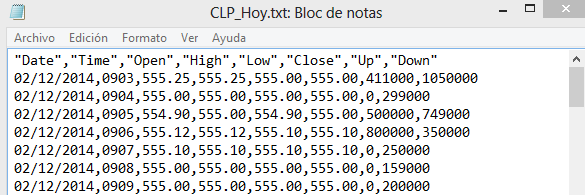 CLP_Hoy.txt: Bloc de notas
Archivo Edición Formato Ver Ayuda
"Date","Time","Open","High","Low","Close","Up","Down"
02/12/2014,0903,555.25,555.25,555.00,555.00,411000,1050000
02/12/2014,0904,555.00,555.00,555.00,555.00,0,299000
02/12/2014,0905,554.90,555.00,554.90,555.00,500000,749000
02/12/2014,0906,555.12,555.12,555.10,555.10,800000,350000
02/12/2014,0907,555.10,555.10,555.10,555.10,0,250000
02/12/2014,0908,555.00,555.00,555.00,555.00,0,159000
02/12/2014,0909,555.00,555.00,555.00,555.00,0,200000